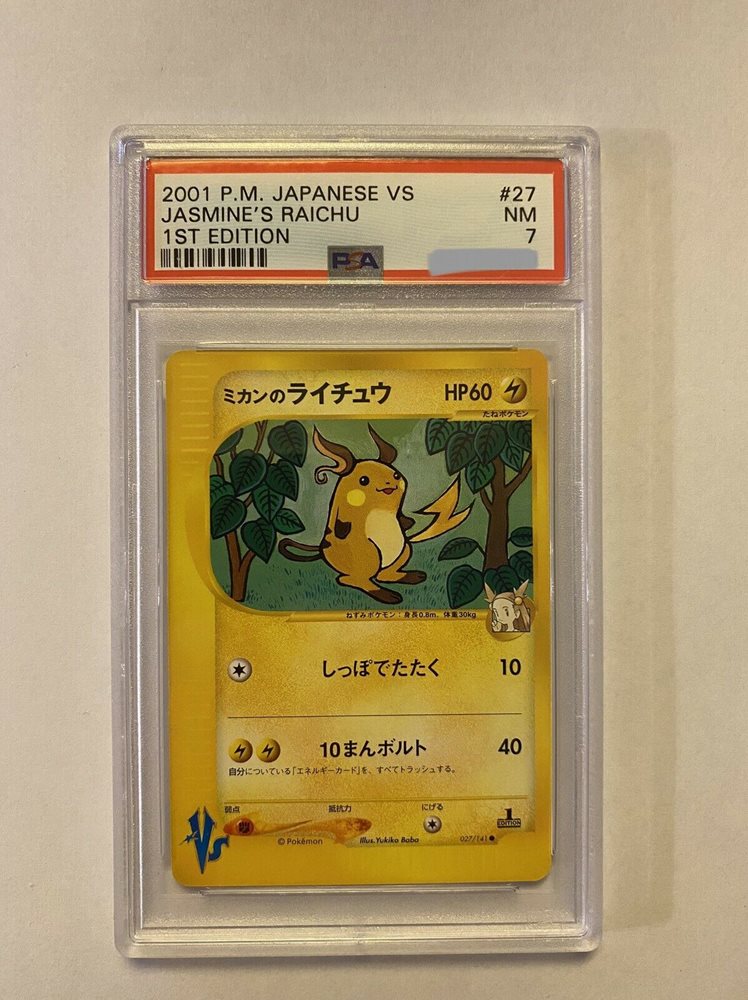 2001 P.M. JAPANESE VS #27
JASMINE'S RAICHU NM
1ST EDITION 7
PSA
ミカンのライチュウ HP60
たねポケモン
ねずみポケモン：身長0.8m, 体重30kg
しっぽでたたく 10
10まんボルト 40
自分についている「エネルギーカード」を、すべてトラッシュする。
弱点 抵抗力 にげる
1
EDITION
VS
©Pokémon Illus.Yukiko Baba 027/141